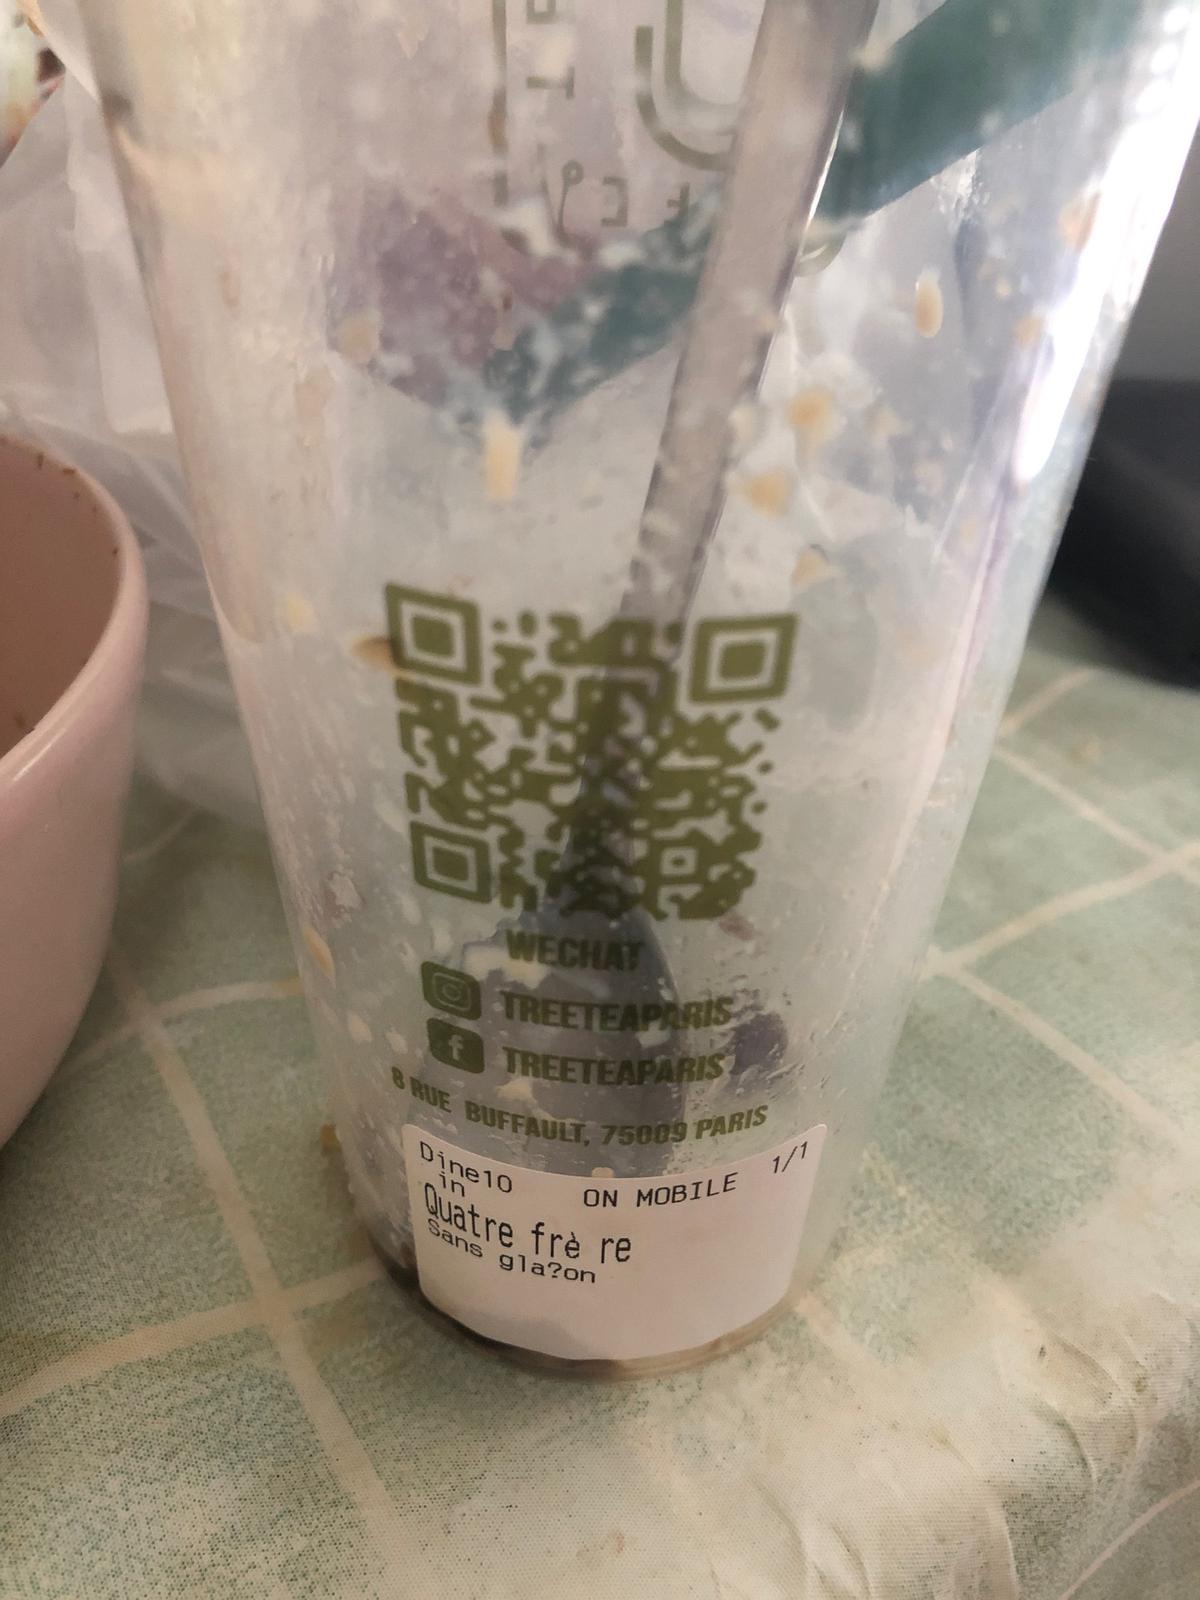 WECHAT
TREETEAPARIS
TREETEAPARIS
8 RUE BUFFAULT, 75009 PARIS
Dine10 ON MOBILE 1/1
in
Quatre frè re
Sans gla?on